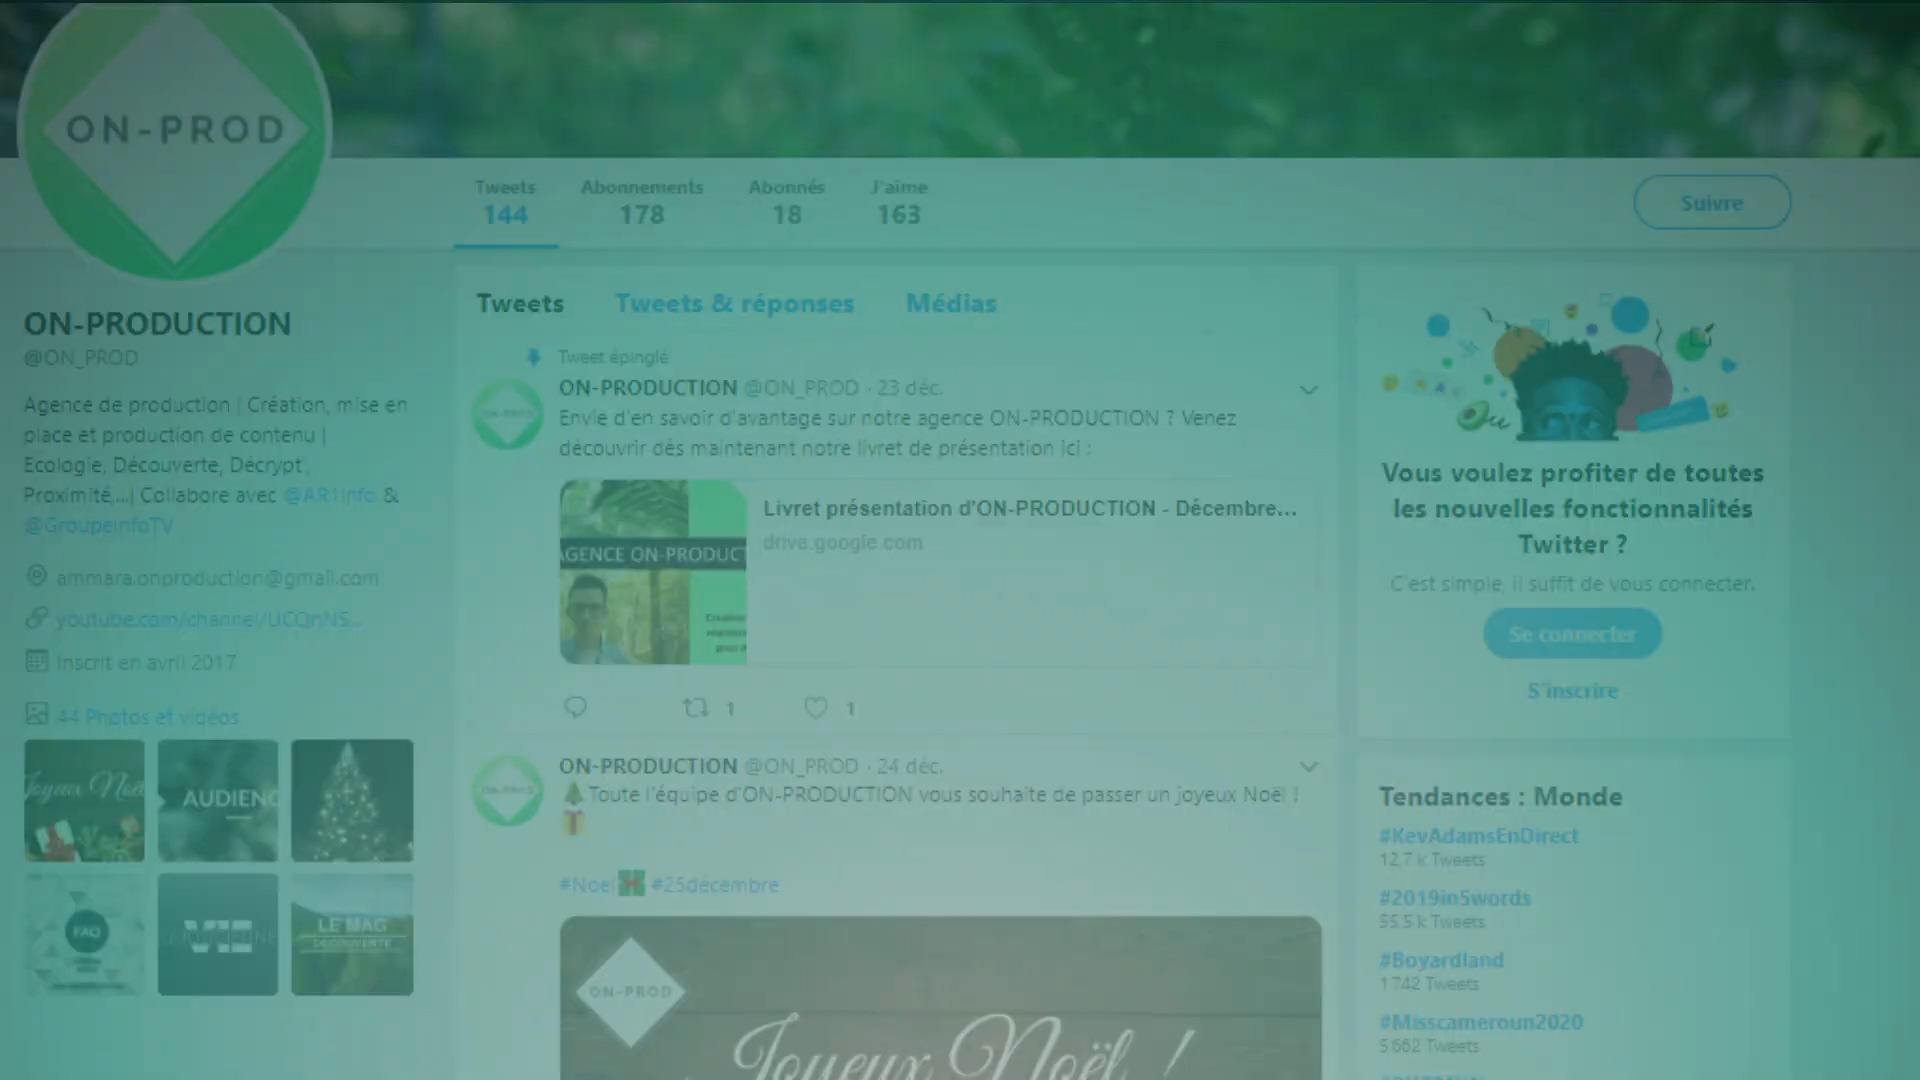 ON-PROD
Tweets
144
Abonnements
178
Abonnés
18
J'aime
163
Suivre
ON-PRODUCTION
@ON_PROD
Agence de production | Création, mise en
place et production de contenu |
Ecologie, Découverte, Décrypt',
Proximité,...| Collabore avec @AR1Info &
@GroupeinfoTV
ammara.onproduction@gmail.com
youtube.com/channel/UCQnNS...
Inscrit en avril 2017
44 Photos et vidéos
Joyeux Noë
AUDIENC
FAQ
VIE
LE MAG
DÉCOUVERTE
Tweets
Tweets & réponses
Médias
Tweet épinglé
ON-PRODUCTION @ON_PROD · 23 déc.
Envie d'en savoir d'avantage sur notre agence ON-PRODUCTION ? Venez
découvrir dès maintenant notre livret de présentation ici :
AGENCE ON-PRODUCT
Livret présentation d'ON-PRODUCTION - Décembre...
drive.google.com
1
1
ON-PRODUCTION @ON_PROD · 24 déc.
Toute l'équipe d'ON-PRODUCTION vous souhaite de passer un joyeux Noël !
#Noel #25décembre
ON-PROD
Joyeux Noël !
Vous voulez profiter de toutes
les nouvelles fonctionnalités
Twitter ?
C'est simple, il suffit de vous connecter.
Se connecter
S'inscrire
Tendances : Monde
#KevAdamsEnDirect
12,7 k Tweets
#2019in5words
55,5 k Tweets
#Boyardland
1 742 Tweets
#Misscameroun2020
5 662 Tweets